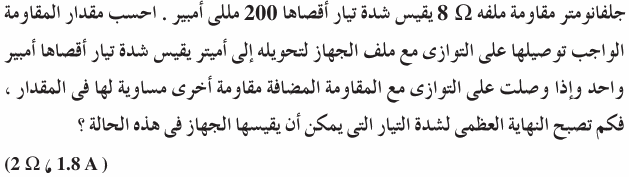 جلفانومتر مقاومة ملفه 8 Ω يقيس شدة تيار أقصاها 200 مللى أمبير . احسب مقدار المقاومة
الواجب توصيلها على التوازى مع ملف الجهاز لتحويله إلى أميتر يقيس شدة تيار أقصاها أمبير
واحد وإذا وصلت على التوازى مع المقاومة المضافة مقاومة أخرى مساوية لها فى المقدار ،
فكم تصبح النهاية العظمى لشدة التيار التى يمكن أن يقيسها الجهاز فى هذه الحالة ؟
(2 Ω ، 1.8 A )